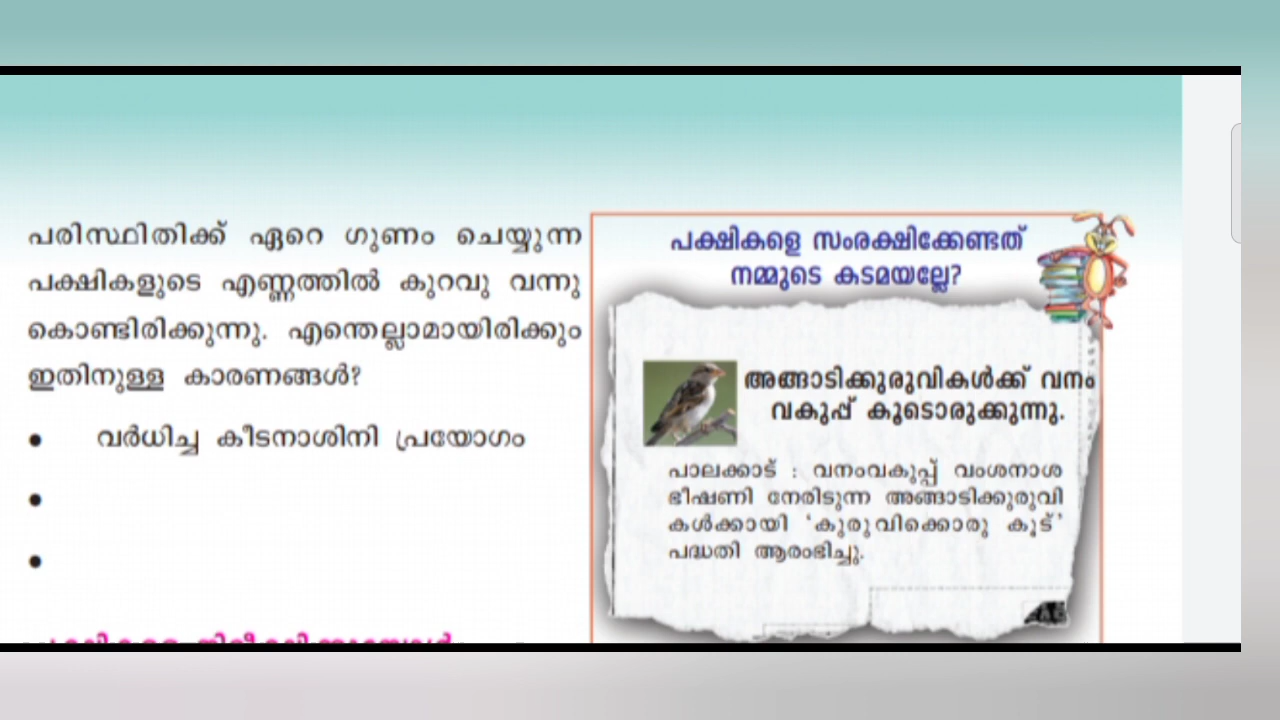 പരിസ്ഥിതിക്ക് ഏറെ ഗുണം ചെയ്യുന്ന
പക്ഷികളുടെ എണ്ണത്തിൽ കുറവു വന്നു
കൊണ്ടിരിക്കുന്നു. എന്തെല്ലാമായിരിക്കും
ഇതിനുള്ള കാരണങ്ങൾ?
• വർധിച്ച കീടനാശിനി പ്രയോഗം
•
•
പക്ഷികളെ സംരക്ഷിക്കേണ്ടത്
നമ്മുടെ കടമയല്ലേ?
അങ്ങാടിക്കുരുവികൾക്ക് വനം
വകുപ്പ് കൂടൊരുക്കുന്നു.
പാലക്കാട് : വനംവകുപ്പ് വംശനാശ
ഭീഷണി നേരിടുന്ന അങ്ങാടിക്കുരുവി
കൾക്കായി ‘കുരുവിക്കൊരു കൂട്’
പദ്ധതി ആരംഭിച്ചു.